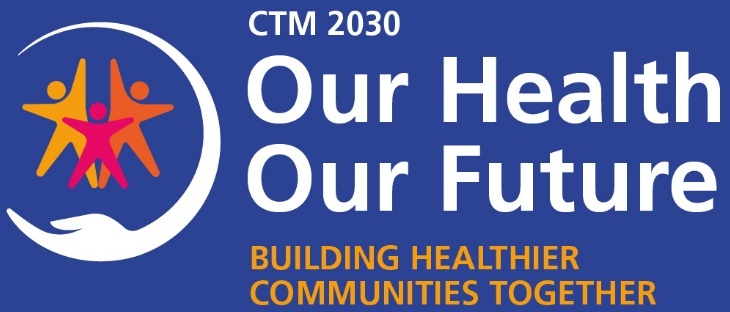 CTM 2030
Our Health
Our Future
BUILDING HEALTHIER
COMMUNITIES TOGETHER